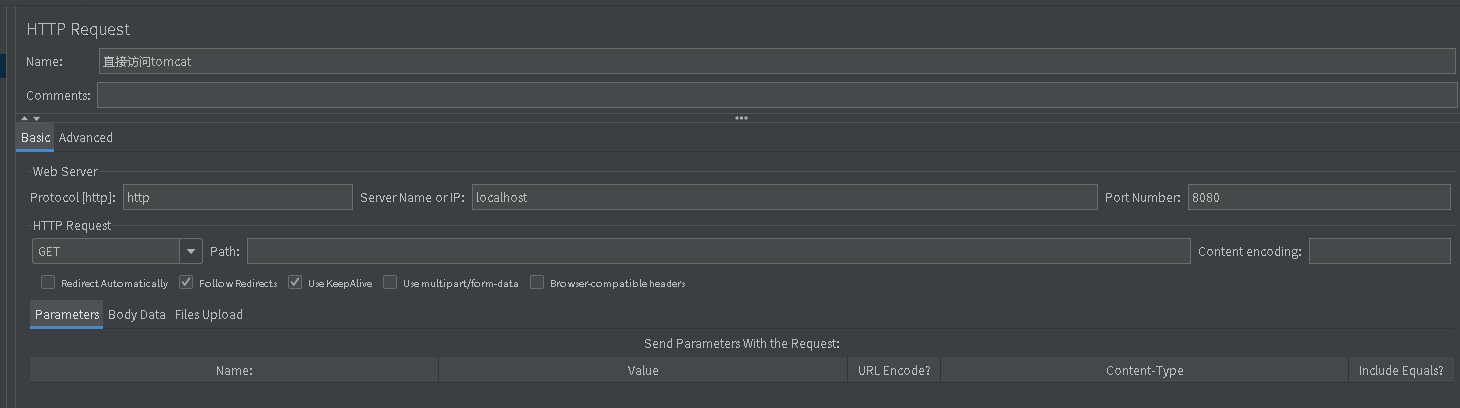 HTTP Request
Name: 直接访问tomcat
Comments:
Basic Advanced
Web Server
Protocol [http]: http Server Name or IP: localhost Port Number: 8080
HTTP Request
GET Path: Content encoding:
Redirect Automatically Follow Redirects Use KeepAlive Use multipart/form-data Browser-compatible headers
Parameters Body Data Files Upload
Send Parameters With the Request:
Name: Value URL Encode? Content-Type Include Equals?